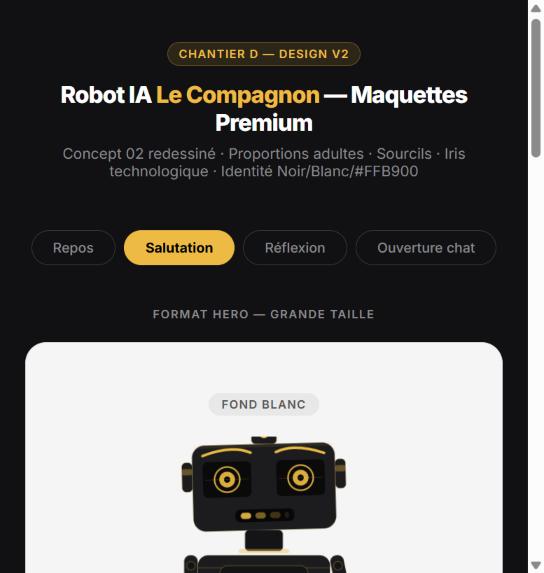 CHANTIER D — DESIGN V2
Robot IA Le Compagnon — Maquettes
Premium
Concept 02 redessiné · Proportions adultes · Sourcils · Iris
technologique · Identité Noir/Blanc/#FFB900
Repos
Salutation
Réflexion
Ouverture chat
FORMAT HERO — GRANDE TAILLE
FOND BLANC